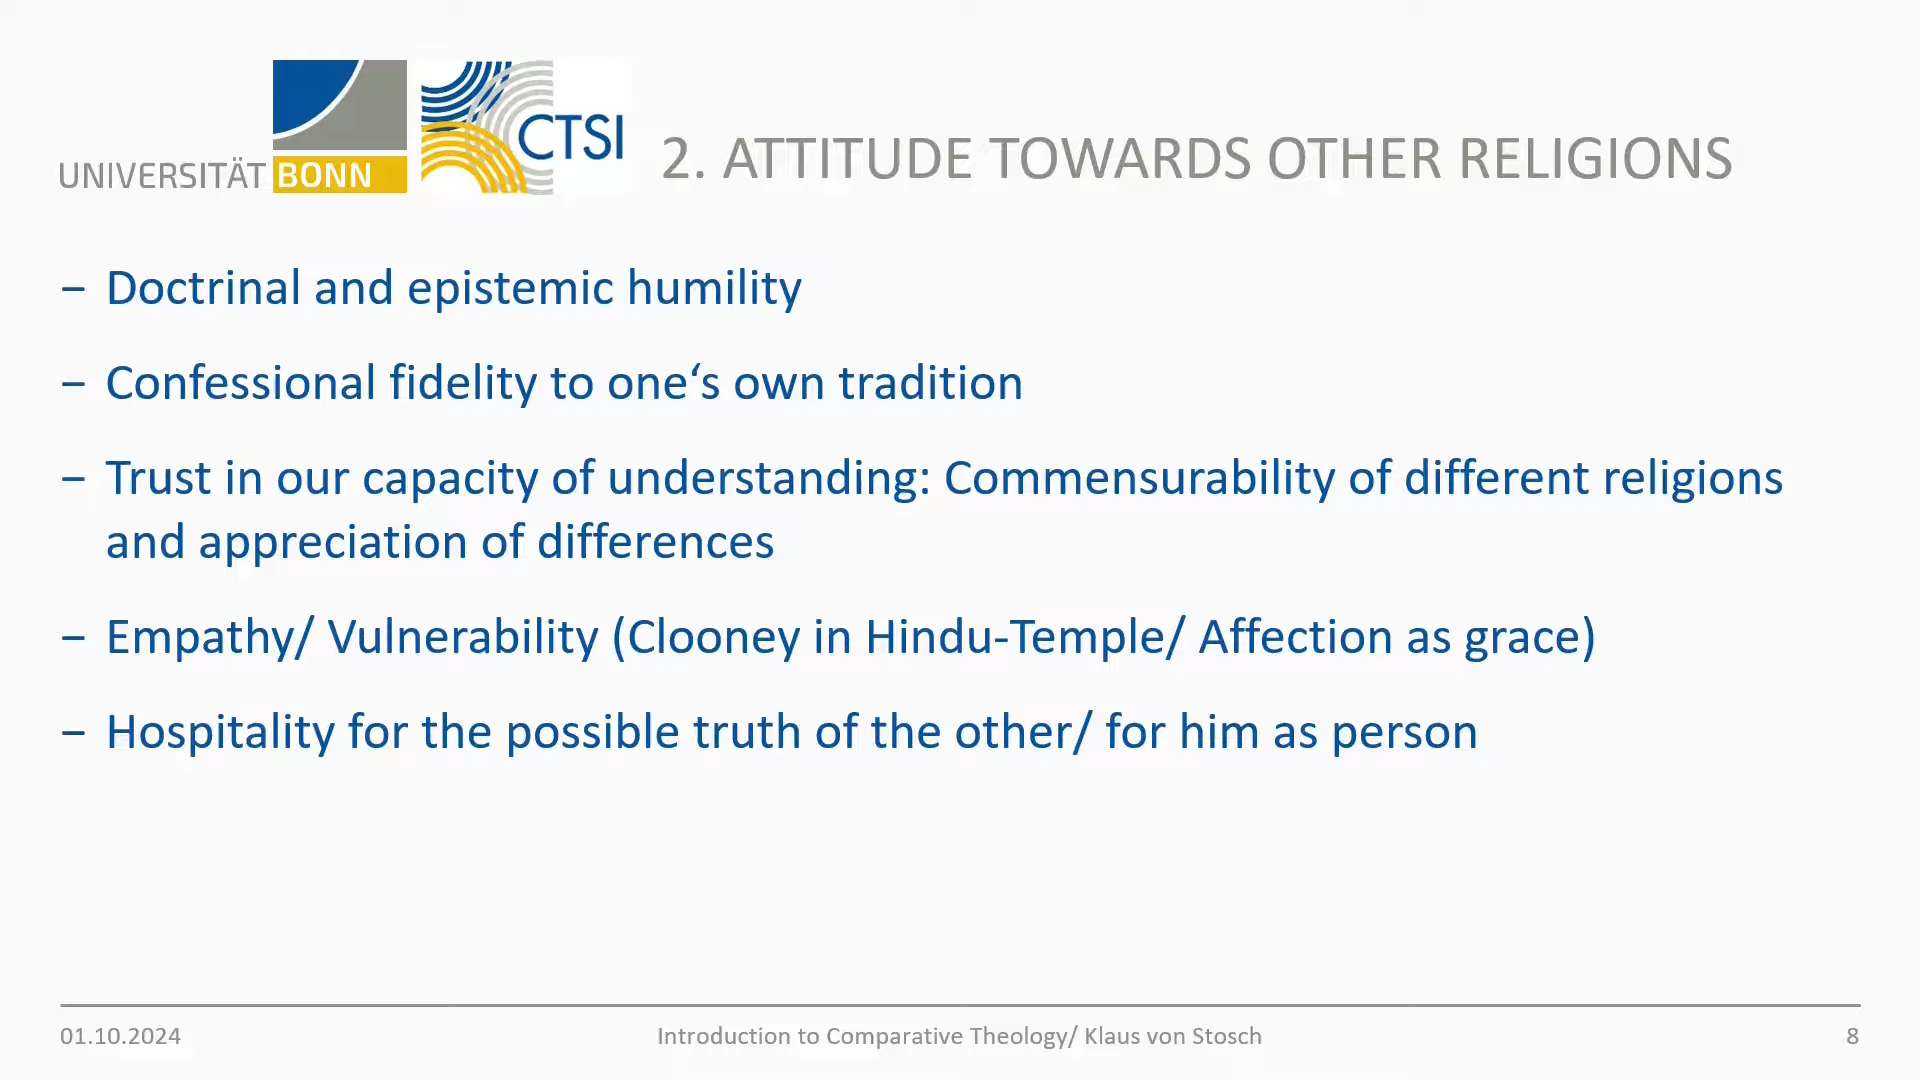 UNIVERSITÄT BONN
CTSI
2. ATTITUDE TOWARDS OTHER RELIGIONS
− Doctrinal and epistemic humility
− Confessional fidelity to one‘s own tradition
− Trust in our capacity of understanding: Commensurability of different religions
and appreciation of differences
− Empathy/ Vulnerability (Clooney in Hindu-Temple/ Affection as grace)
− Hospitality for the possible truth of the other/ for him as person
01.10.2024
Introduction to Comparative Theology/ Klaus von Stosch
8